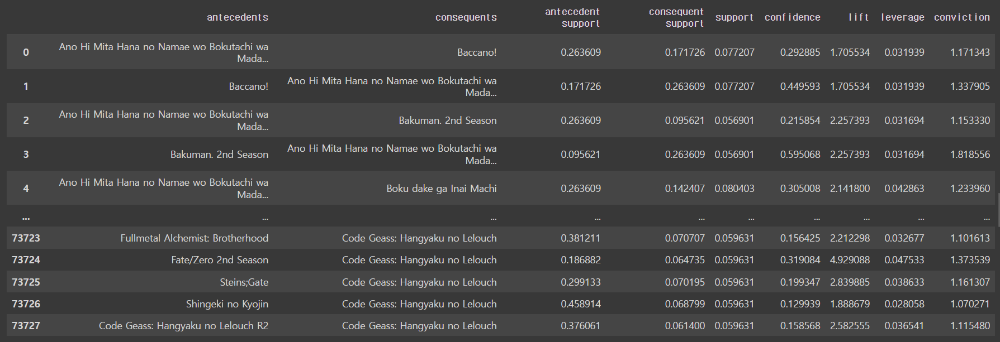 antecedents consequents antecedent support consequent support support confidence lift leverage conviction
0 Ano Hi Mita Hana no Namae wo Bokutachi wa Mada... Baccano! 0.263609 0.171726 0.077207 0.292885 1.705534 0.031939 1.171343
1 Baccano! Ano Hi Mita Hana no Namae wo Bokutachi wa Mada... 0.171726 0.263609 0.077207 0.449593 1.705534 0.031939 1.337905
2 Ano Hi Mita Hana no Namae wo Bokutachi wa Mada... Bakuman. 2nd Season 0.263609 0.095621 0.056901 0.215854 2.257393 0.031694 1.153330
3 Bakuman. 2nd Season Ano Hi Mita Hana no Namae wo Bokutachi wa Mada... 0.095621 0.263609 0.056901 0.595068 2.257393 0.031694 1.818556
4 Ano Hi Mita Hana no Namae wo Bokutachi wa Mada... Boku dake ga Inai Machi 0.263609 0.142407 0.080403 0.305008 2.141800 0.042863 1.233960
... ... ... ... ... ... ... ... ... ...
73723 Fullmetal Alchemist: Brotherhood Code Geass: Hangyaku no Lelouch 0.381211 0.070707 0.059631 0.156425 2.212298 0.032677 1.101613
73724 Fate/Zero 2nd Season Code Geass: Hangyaku no Lelouch 0.186882 0.064735 0.059631 0.319084 4.929088 0.047533 1.373539
73725 Steins;Gate Code Geass: Hangyaku no Lelouch 0.299133 0.070195 0.059631 0.199347 2.839885 0.038633 1.161307
73726 Shingeki no Kyojin Code Geass: Hangyaku no Lelouch 0.458914 0.068799 0.059631 0.129939 1.888679 0.028058 1.070271
73727 Code Geass: Hangyaku no Lelouch R2 Code Geass: Hangyaku no Lelouch 0.376061 0.061400 0.059631 0.158568 2.582555 0.036541 1.115480